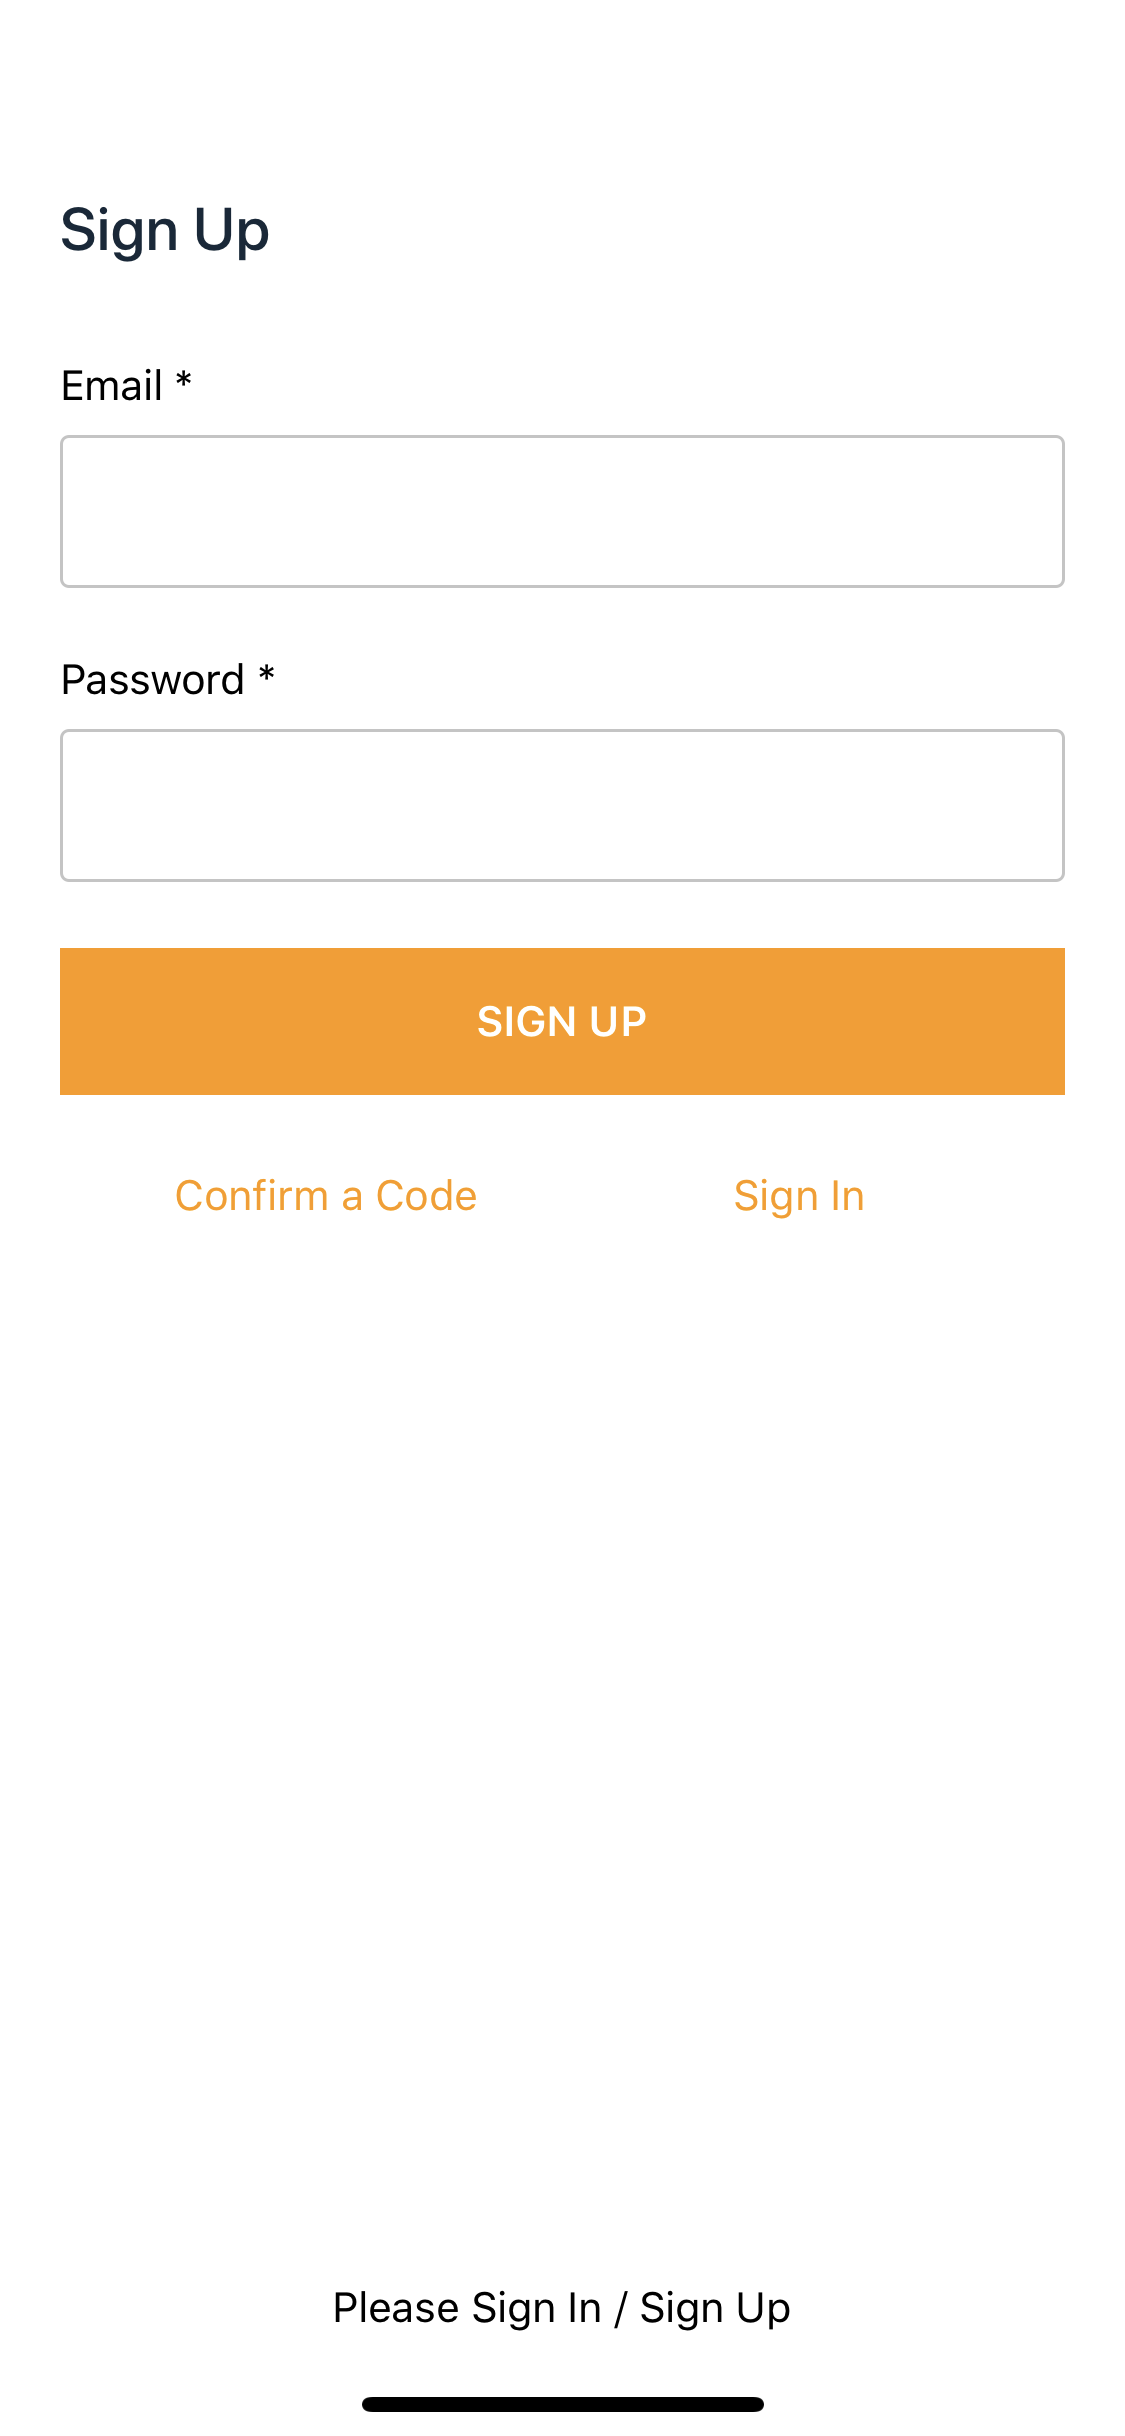 Sign Up
Email *
Password *
SIGN UP
Confirm a Code Sign In
Please Sign In / Sign Up